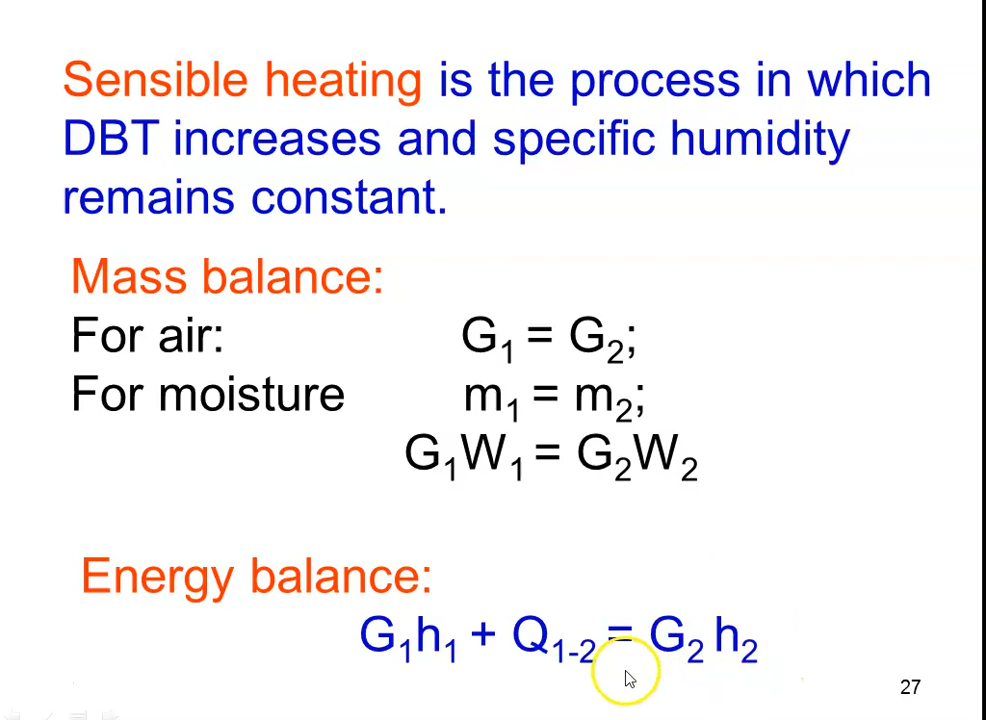 Sensible heating is the process in which
DBT increases and specific humidity
remains constant.
Mass balance:
For air: G₁ = G₂;
For moisture m₁ = m₂;
G₁W₁ = G₂W₂
Energy balance:
G₁h₁ + Q₁₋₂ = G₂ h₂
27